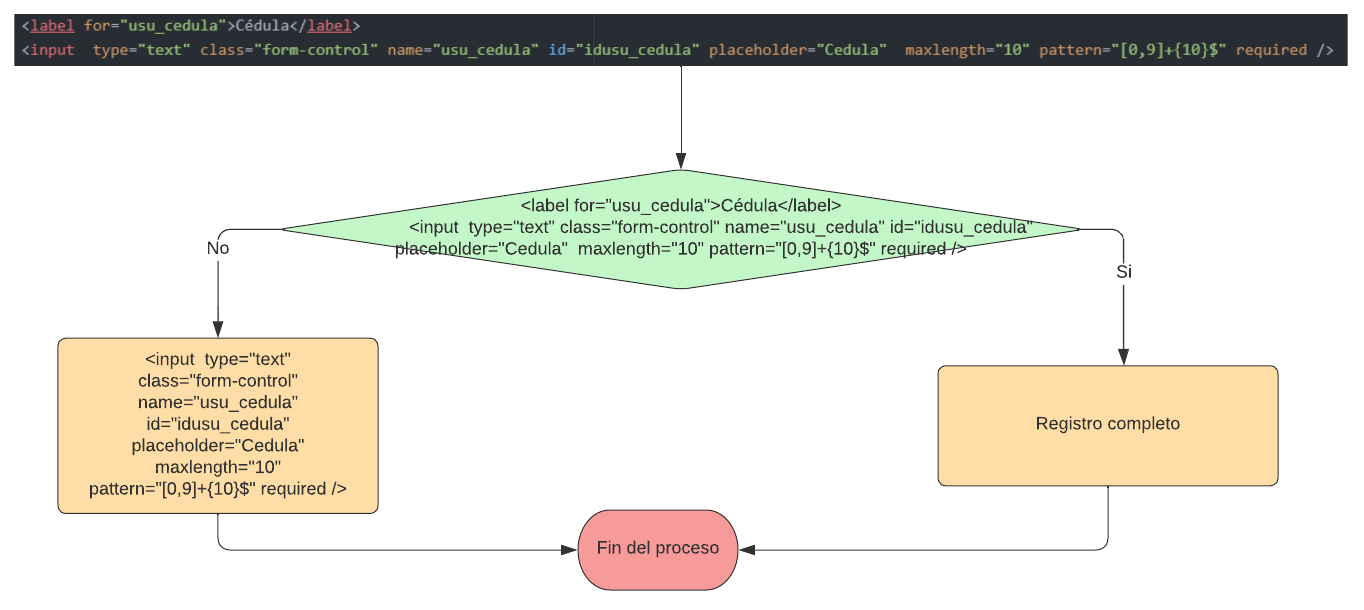 <label for="usu_cedula">Cédula</label>
<input  type="text" class="form-control" name="usu_cedula" id="idusu_cedula" placeholder="Cedula"  maxlength="10" pattern="[0,9]+{10}$" required />
<label for="usu_cedula">Cédula</label>
<input  type="text" class="form-control" name="usu_cedula" id="idusu_cedula"
placeholder="Cedula"  maxlength="10" pattern="[0,9]+{10}$" required />
No
Si
<input  type="text"
class="form-control"
name="usu_cedula"
id="idusu_cedula"
placeholder="Cedula"
maxlength="10"
pattern="[0,9]+{10}$" required />
Registro completo
Fin del proceso